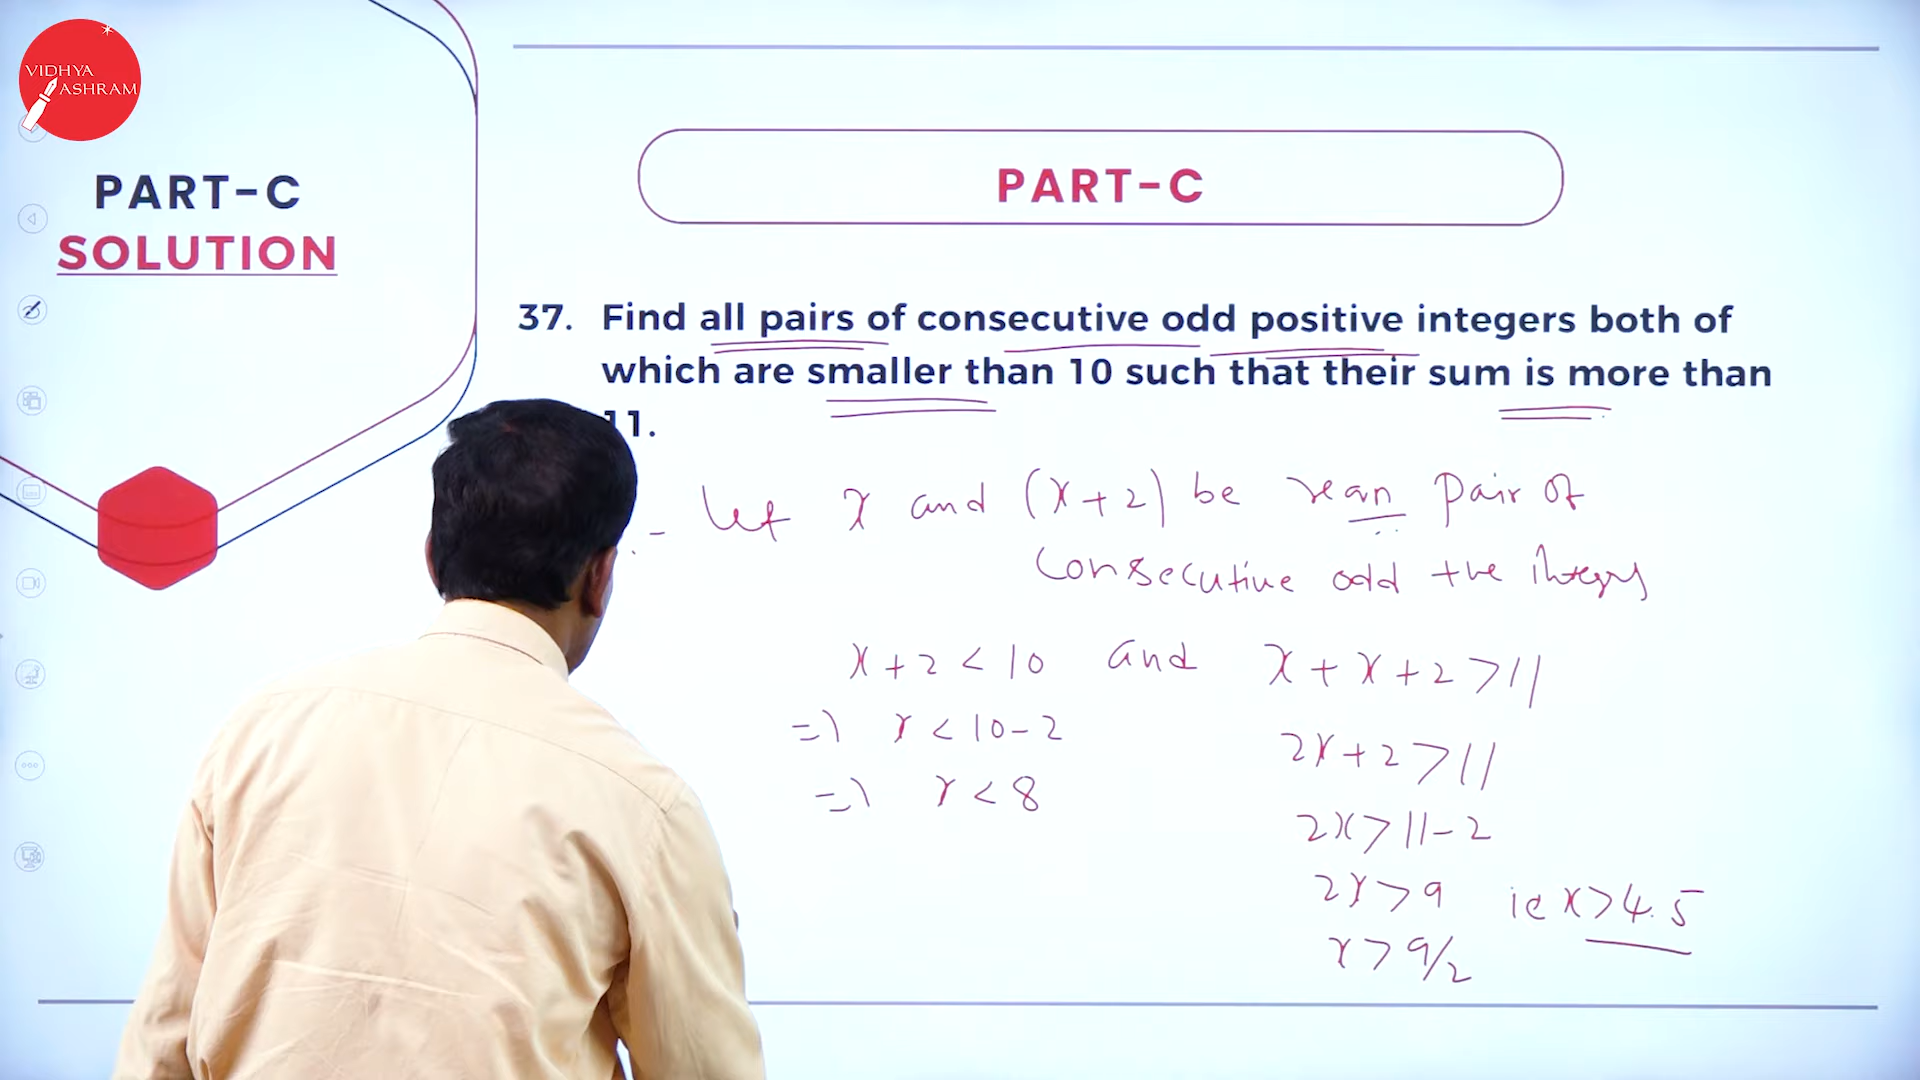 VIDHYA
ASHRAM
PART-C
SOLUTION
PART-C
37. Find all pairs of consecutive odd positive integers both of
which are smaller than 10 such that their sum is more than
11.
Let x and (x+2) be pair of
Consecutive odd +ve integers
x + 2 < 10 and x + x + 2 > 11
=> x < 10 - 2
2x + 2 > 11
=> x < 8
2x > 11 - 2
2x > 9 ie x > 4.5
x > 9/2